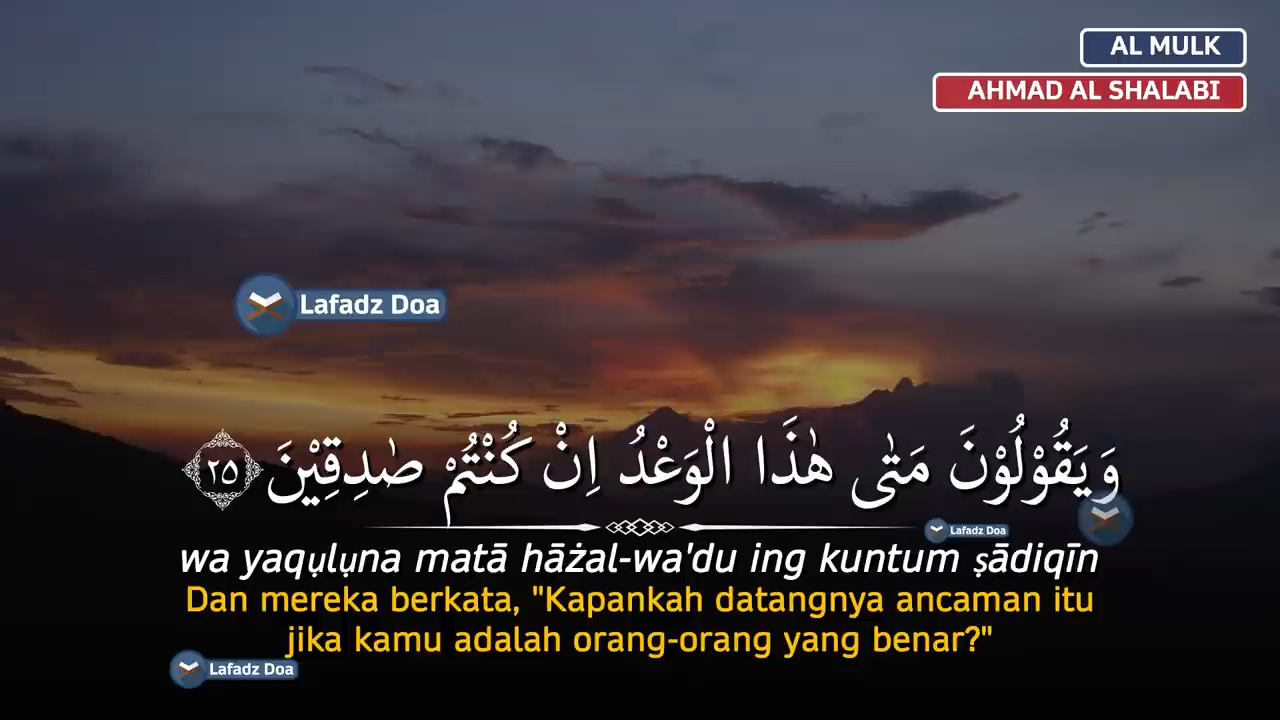 AL MULK
AHMAD AL SHALABI
Lafadz Doa
وَيَقُوْلُوْنَ مَتٰى هٰذَا الْوَعْدُ اِنْ كُنْتُمْ صٰدِقِيْنَ ٢٥
Lafadz Doa
wa yaqụlụna matā hāżal-wa'du ing kuntum ṣādiqīn
Dan mereka berkata, "Kapankah datangnya ancaman itu
jika kamu adalah orang-orang yang benar?"
Lafadz Doa